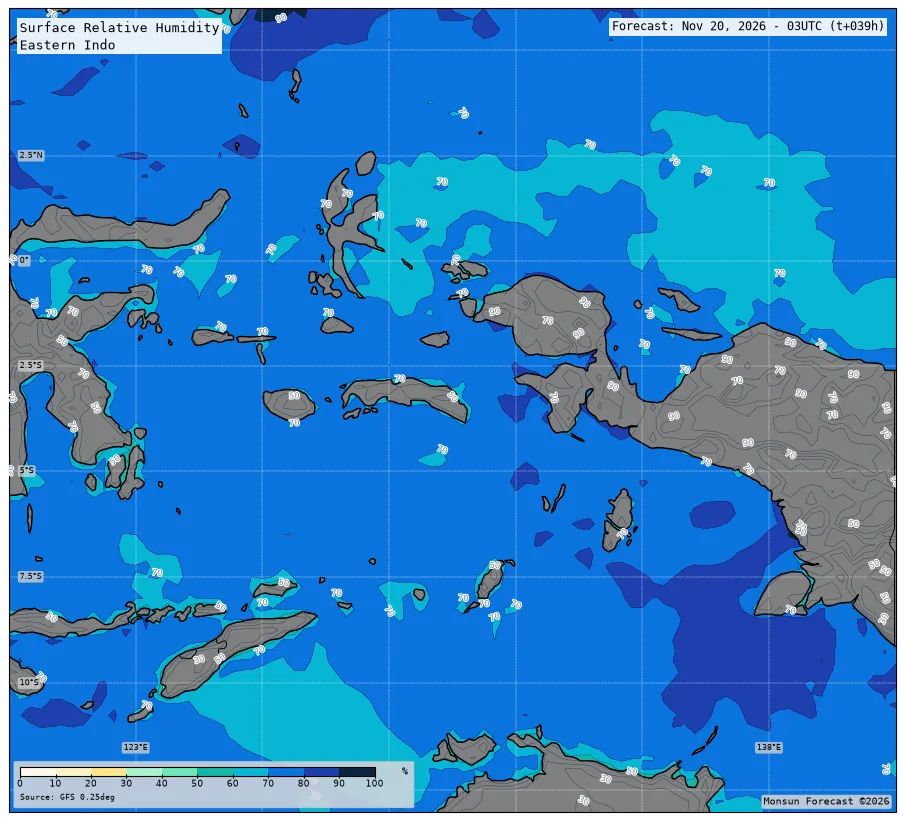 Surface Relative Humidity
Eastern Indo
Forecast: Nov 20, 2026 - 03UTC (t+039h)
2.5°N
0°
2.5°S
5°S
7.5°S
10°S
123°E
138°E
0 10 20 30 40 50 60 70 80 90 100 %
Source: GFS 0.25deg
Monsun Forecast ©2026